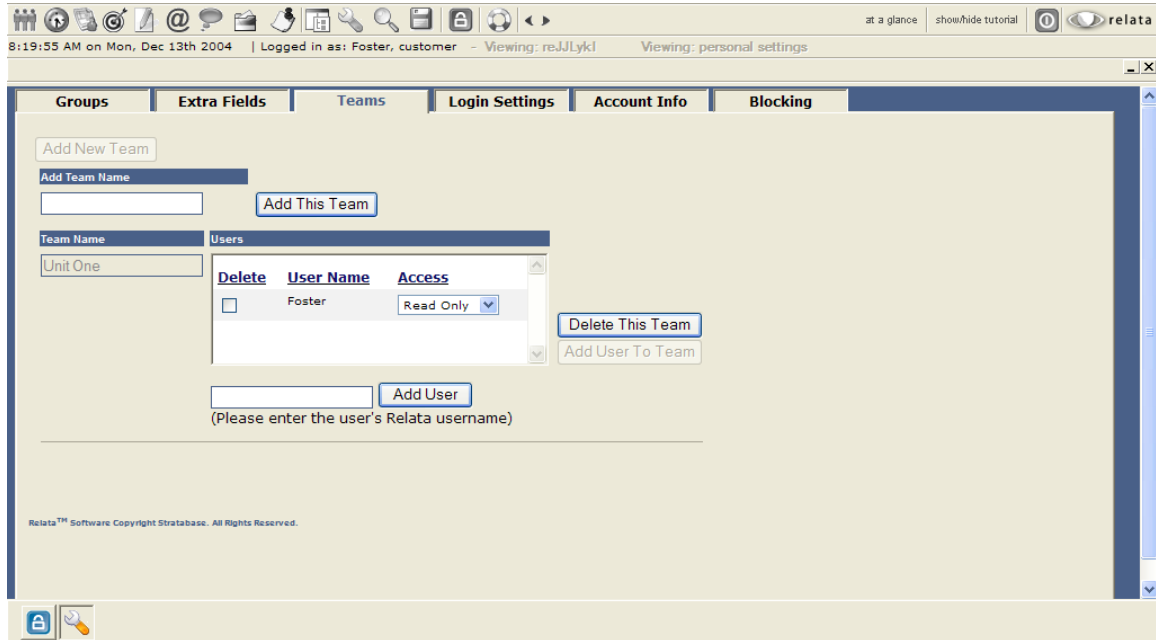 at a glance show/hide tutorial relata
8:19:55 AM on Mon, Dec 13th 2004 | Logged in as: Foster, customer - Viewing: reJJLykl Viewing: personal settings
Groups Extra Fields Teams Login Settings Account Info Blocking
Add New Team
Add Team Name
Add This Team
Team Name Users
Unit One
Delete User Name Access
Foster Read Only
Delete This Team
Add User To Team
Add User
(Please enter the user's Relata username)
Relata™ Software Copyright Stratabase. All Rights Reserved.